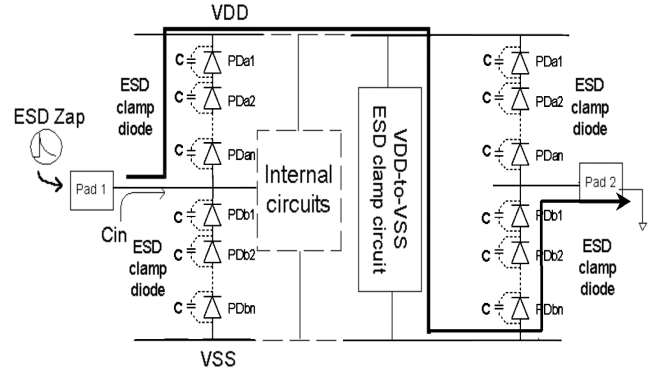 VDD
C
PDa1
C
PDa2
C
PDan
ESD
clamp
diode
ESD Zap
Pad 1
Cin
C
PDb1
C
PDb2
C
PDbn
ESD
clamp
diode
VSS
Internal
circuits
VDD-to-VSS
ESD clamp circuit
C
PDa1
C
PDa2
C
PDan
ESD
clamp
diode
Pad 2
C
PDb1
C
PDb2
C
PDbn
ESD
clamp
diode